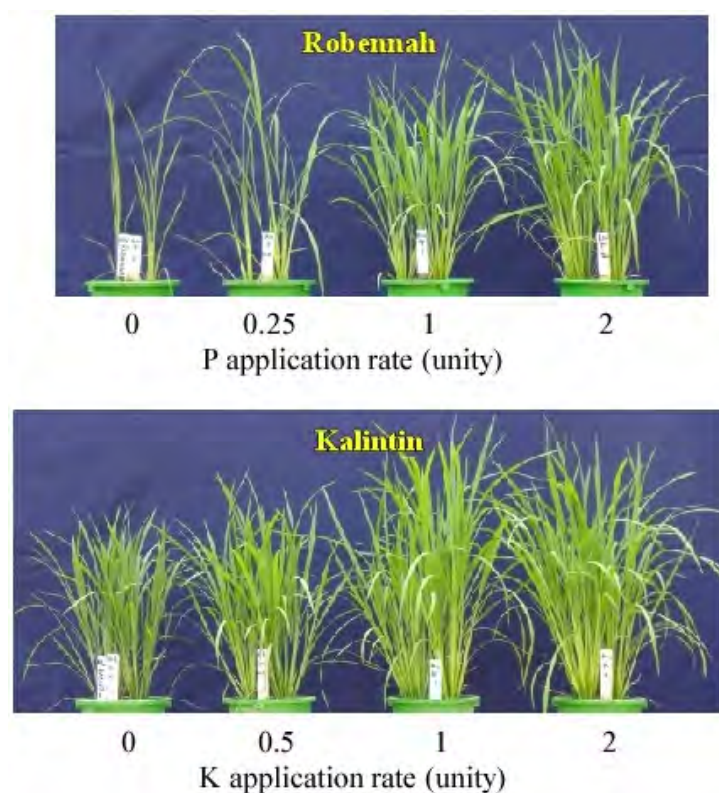 Robennah
0 0.25 1 2
P application rate (unity)
Kalintin
0 0.5 1 2
K application rate (unity)